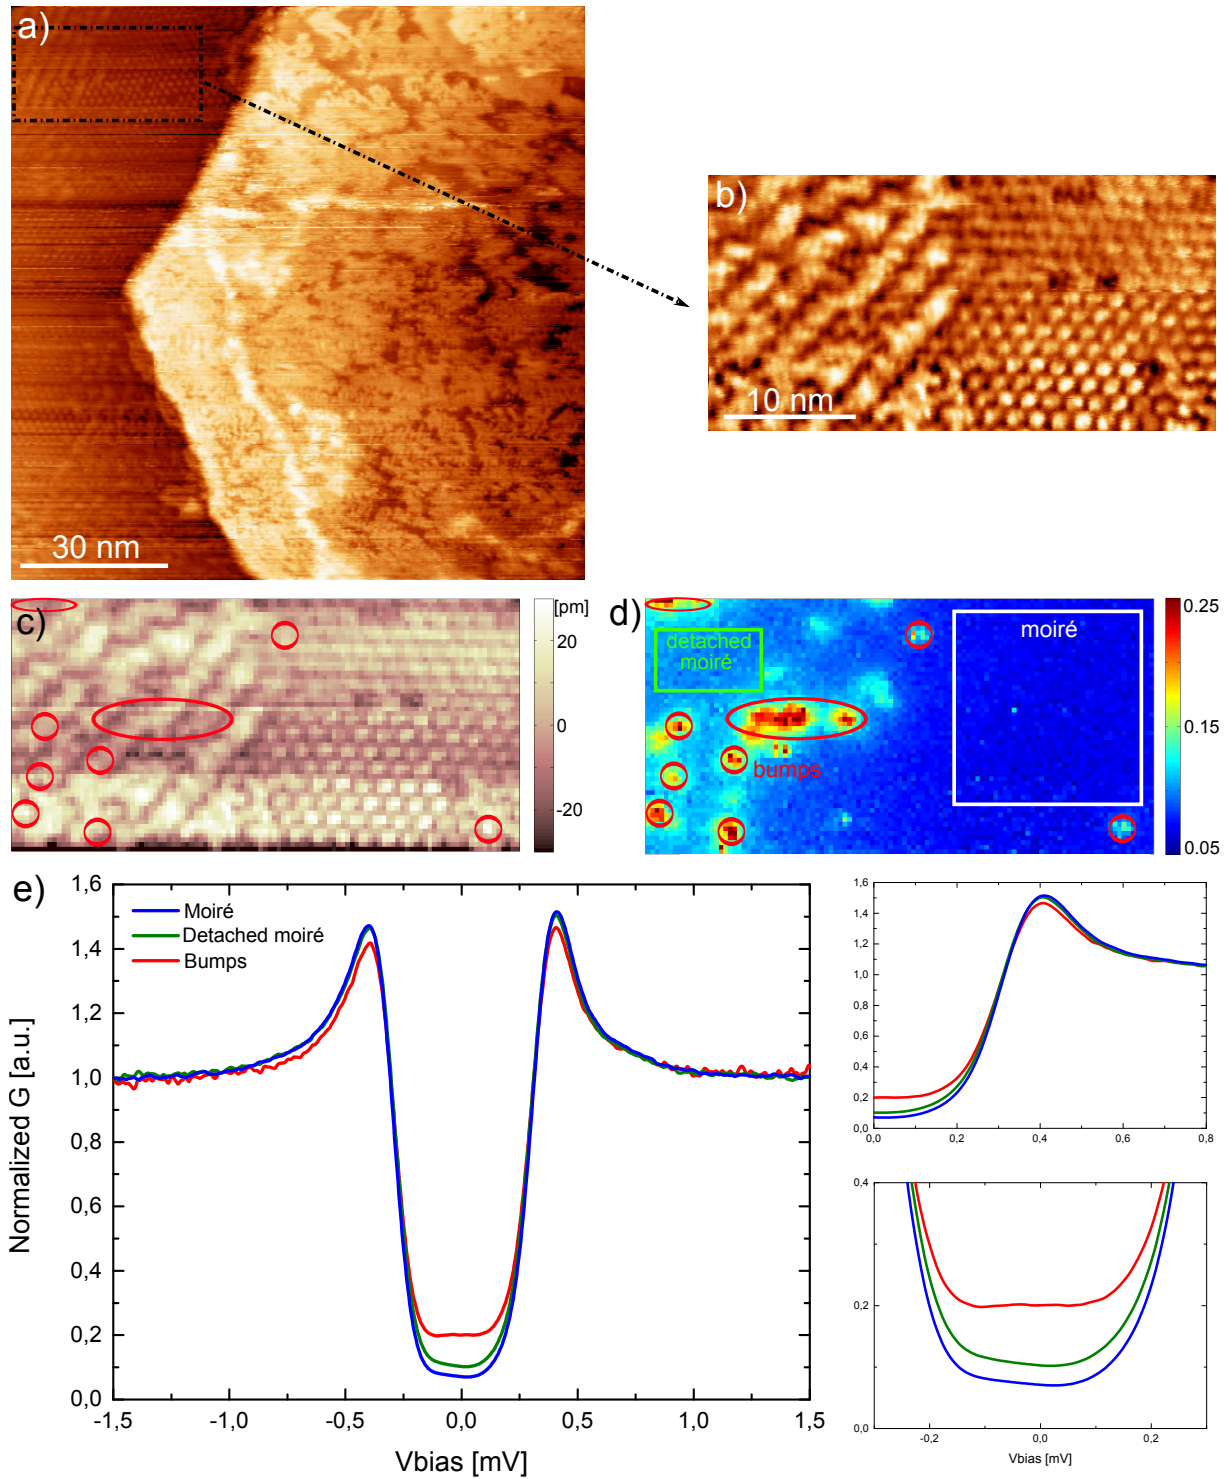 a)
30 nm
b)
10 nm
c)
[pm]
20
0
-20
d)
detached
moiré
moiré
bumps
0.25
0.15
0.05
e)
Moiré
Detached moiré
Bumps
1,6
1,4
1,2
1,0
0,8
0,6
0,4
0,2
0,0
Normalized G [a.u.]
-1,5 -1,0 -0,5 0,0 0,5 1,0 1,5
Vbias [mV]
1,6
1,4
1,2
1,0
0,8
0,6
0,4
0,2
0,0
0,0 0,2 0,4 0,6 0,8
0,4
0,2
0,0
-0,2 0,0 0,2
Vbias [mV]